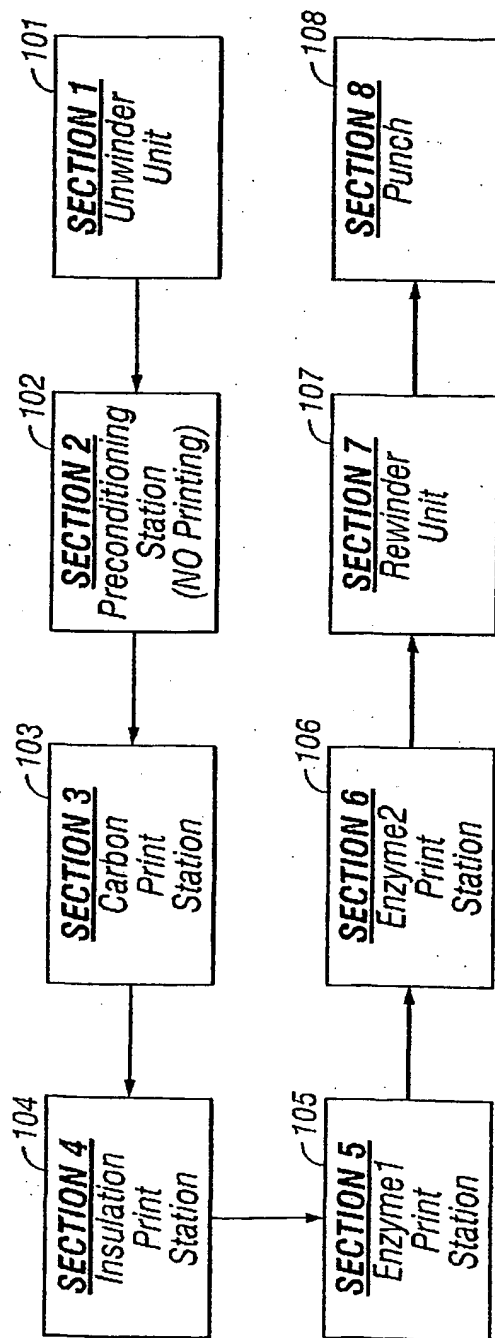 101
SECTION 1
Unwinder
Unit
102
SECTION 2
Preconditioning
Station
(NO Printing)
103
SECTION 3
Carbon
Print
Station
104
SECTION 4
Insulation
Print
Station
105
SECTION 5
Enzyme1
Print
Station
106
SECTION 6
Enzyme2
Print
Station
107
SECTION 7
Rewinder
Unit
108
SECTION 8
Punch